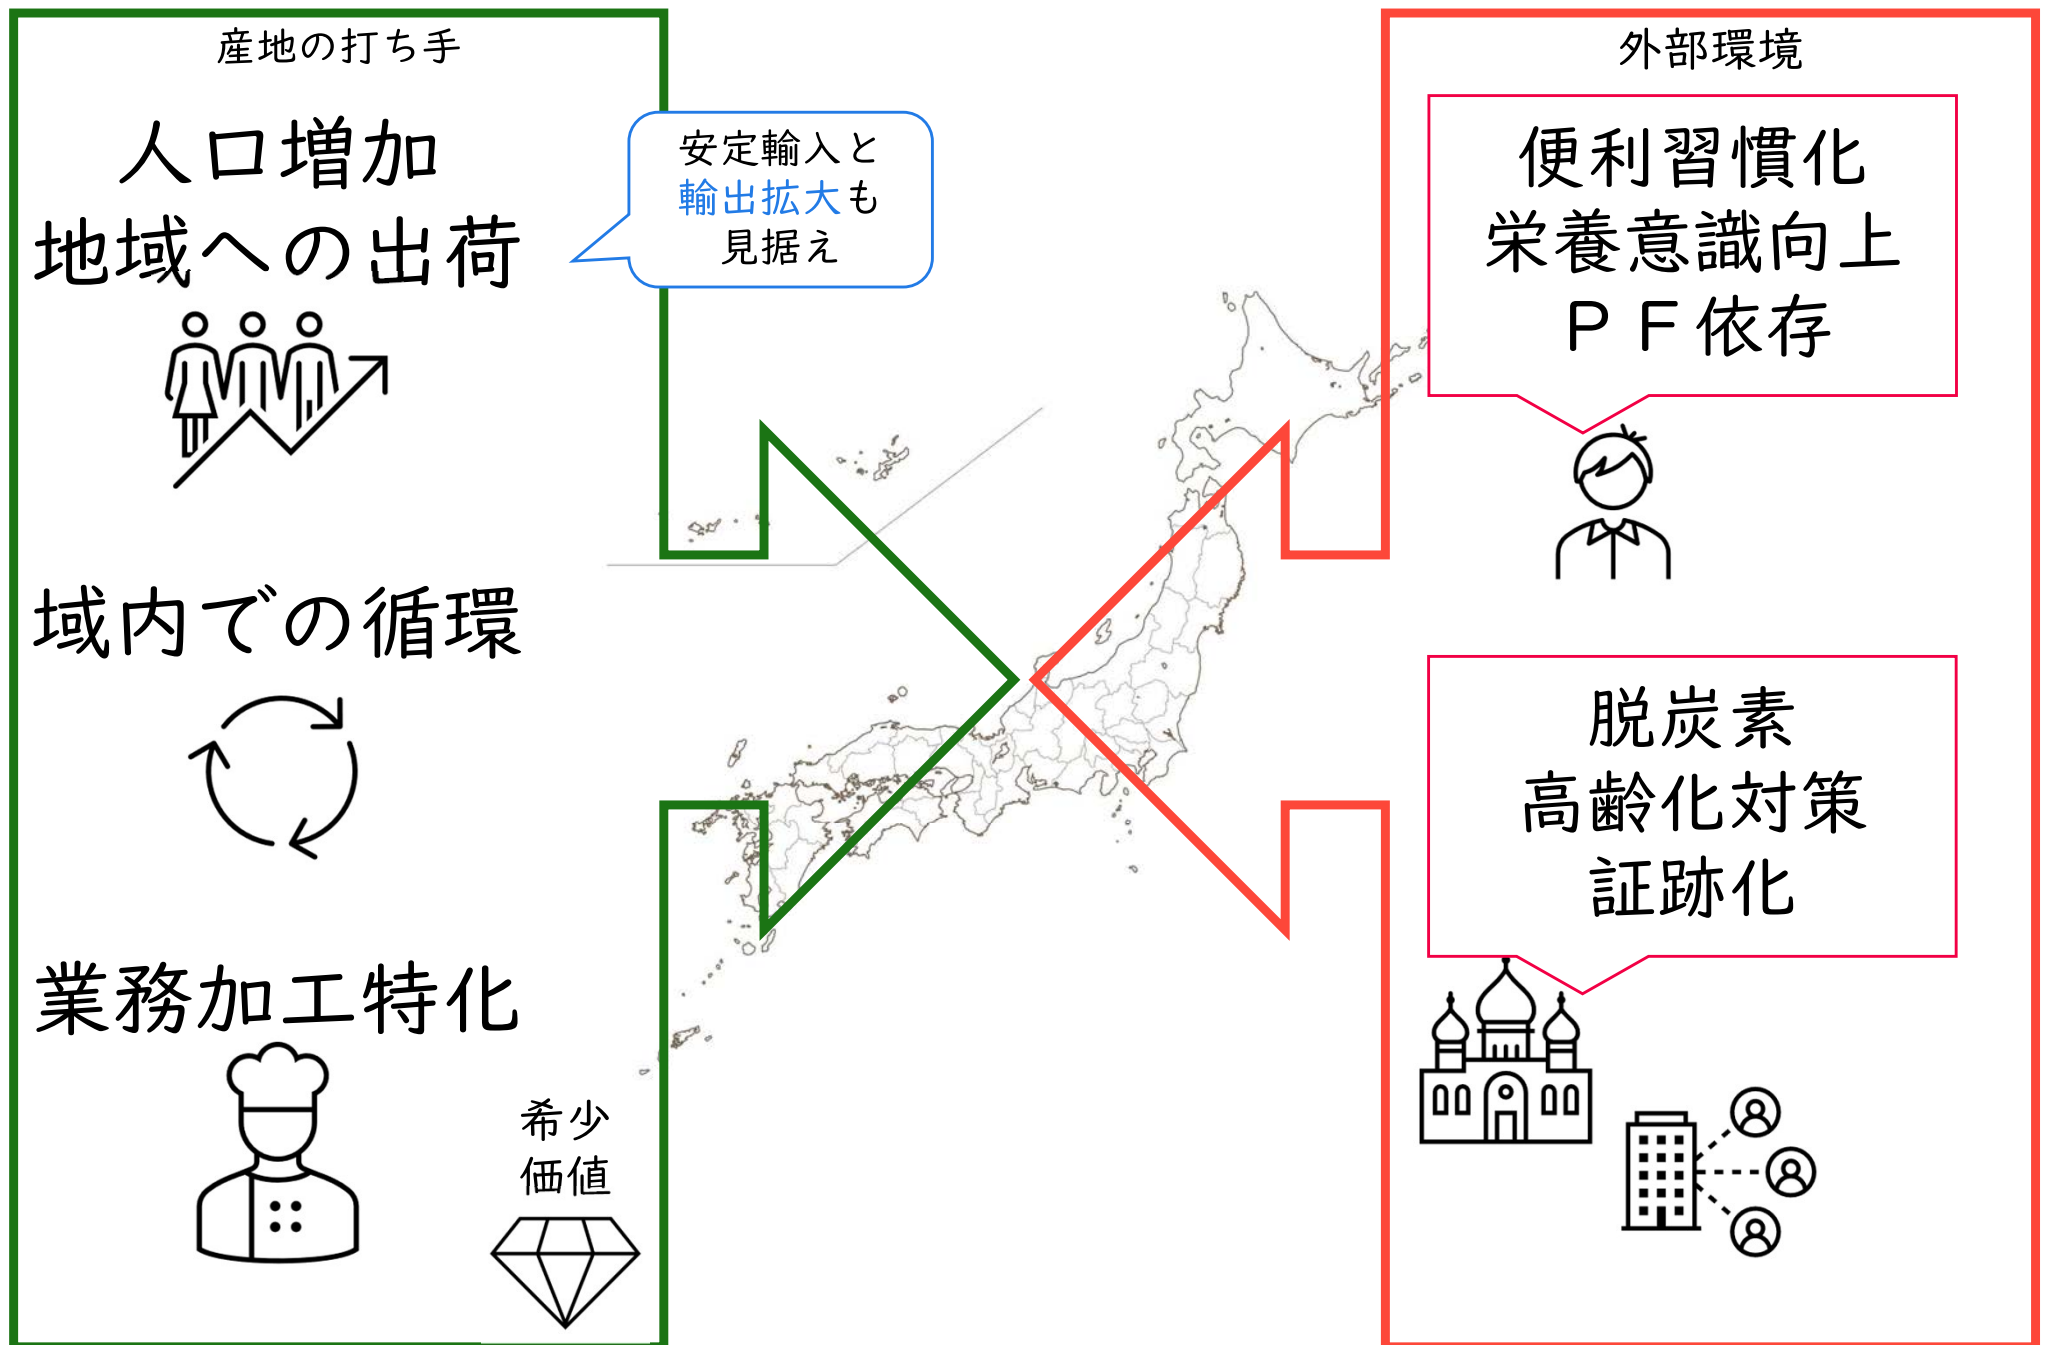 産地の打ち手
人口増加
地域への出荷
安定輸入と
輸出拡大も
見据え
域内での循環
業務加工特化
希少
価値
外部環境
便利習慣化
栄養意識向上
ＰＦ依存
脱炭素
高齢化対策
証跡化